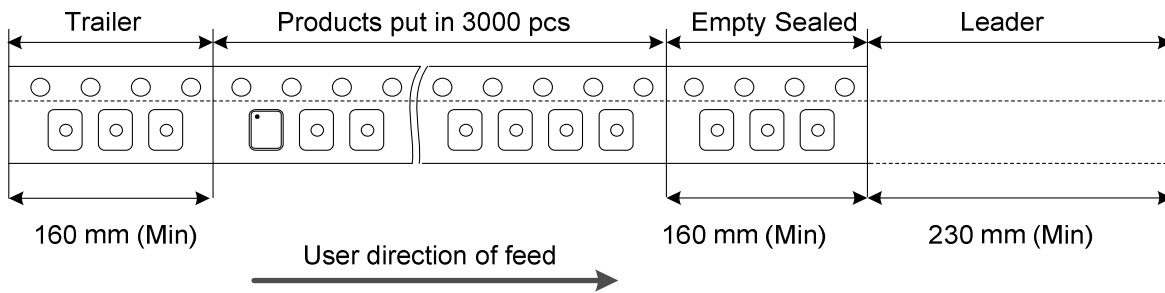 Trailer Products put in 3000 pcs Empty Sealed Leader
160 mm (Min) 160 mm (Min) 230 mm (Min)
User direction of feed